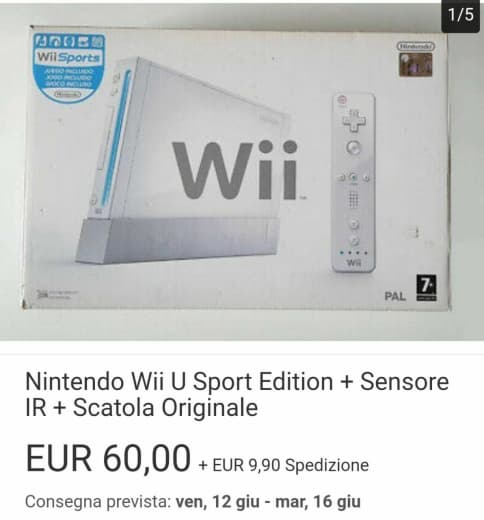 1/5
Nintendo
Wii Sports
JUEGO INCLUIDO
JOGO INCLUÍDO
GIOCO INCLUSO
Nintendo
Wii
Wii
PAL
7+
Nintendo Wii U Sport Edition + Sensore
IR + Scatola Originale
EUR 60,00 + EUR 9,90 Spedizione
Consegna prevista: ven, 12 giu - mar, 16 giu